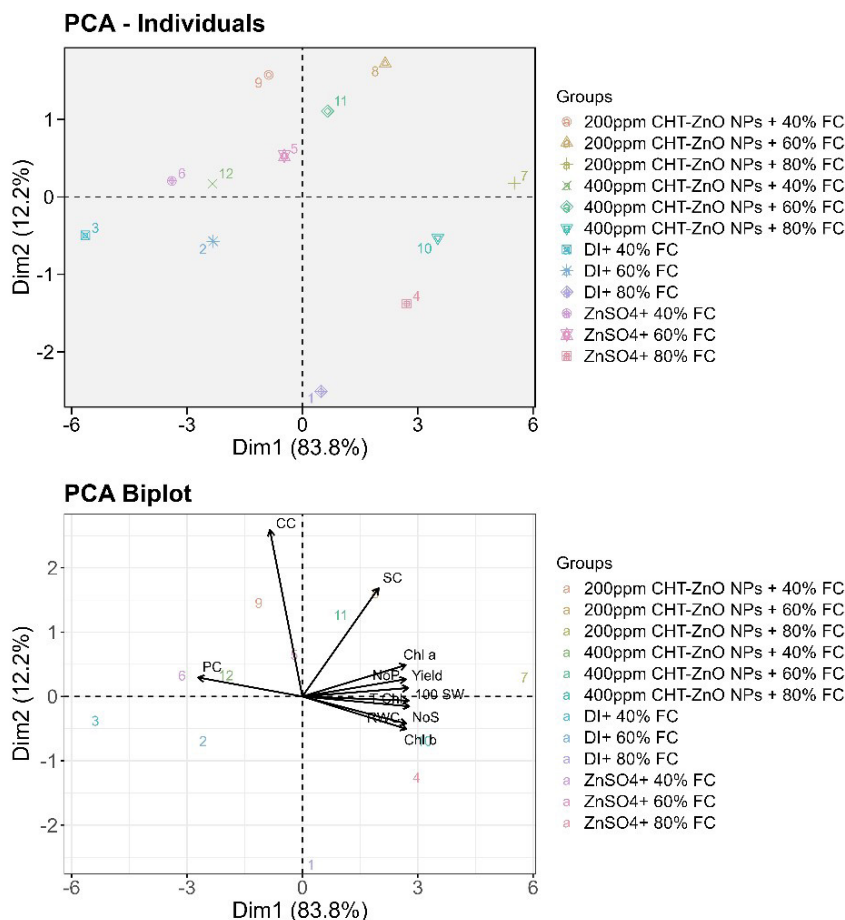 PCA - Individuals
Dim2 (12.2%)
1
0
-1
-2
-6
-3
0
3
6
Dim1 (83.8%)
9
8
11
5
6
12
7
3
2
10
4
1
Groups
200ppm CHT-ZnO NPs + 40% FC
200ppm CHT-ZnO NPs + 60% FC
200ppm CHT-ZnO NPs + 80% FC
400ppm CHT-ZnO NPs + 40% FC
400ppm CHT-ZnO NPs + 60% FC
400ppm CHT-ZnO NPs + 80% FC
DI+ 40% FC
DI+ 60% FC
DI+ 80% FC
ZnSO4+ 40% FC
ZnSO4+ 60% FC
ZnSO4+ 80% FC
PCA Biplot
Dim2 (12.2%)
2
1
0
-1
-2
-6
-3
0
3
6
Dim1 (83.8%)
CC
SC
9
11
Chl a
PC
6
12
NoP Yield
7
100 SW
3
RWC NoS
2
Chl b
10
4
1
Groups
a 200ppm CHT-ZnO NPs + 40% FC
a 200ppm CHT-ZnO NPs + 60% FC
a 200ppm CHT-ZnO NPs + 80% FC
a 400ppm CHT-ZnO NPs + 40% FC
a 400ppm CHT-ZnO NPs + 60% FC
a 400ppm CHT-ZnO NPs + 80% FC
a DI+ 40% FC
a DI+ 60% FC
a DI+ 80% FC
a ZnSO4+ 40% FC
a ZnSO4+ 60% FC
a ZnSO4+ 80% FC